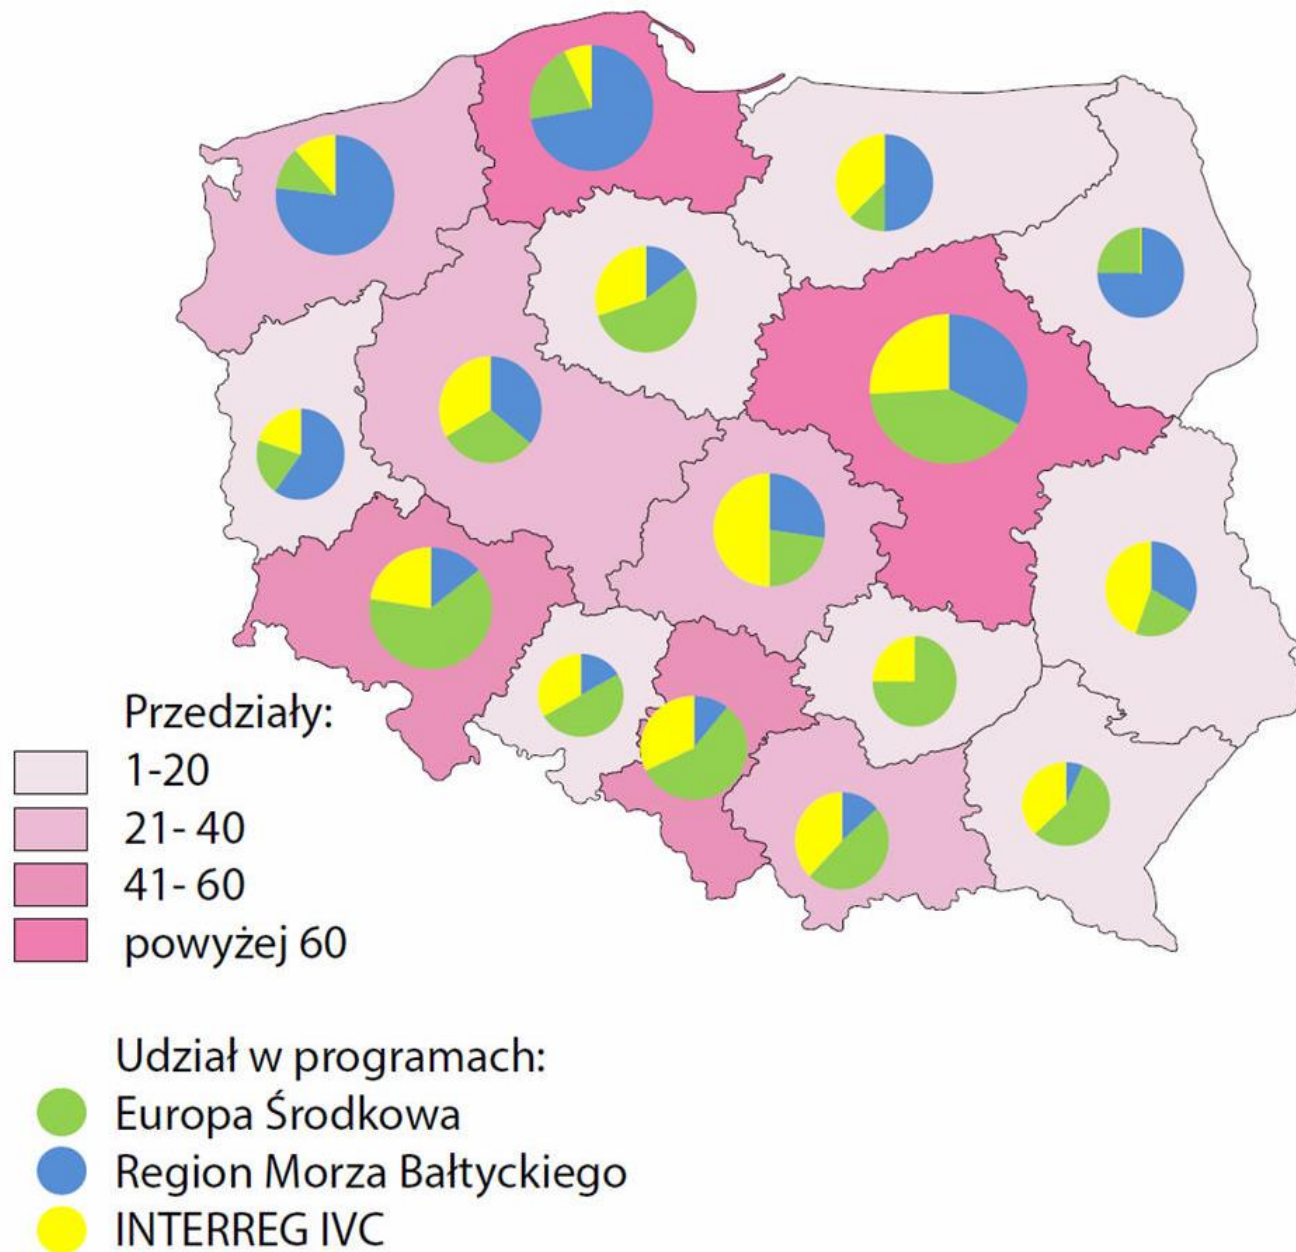 Przedziały:
1-20
21- 40
41- 60
powyżej 60
Udział w programach:
Europa Środkowa
Region Morza Bałtyckiego
INTERREG IVC